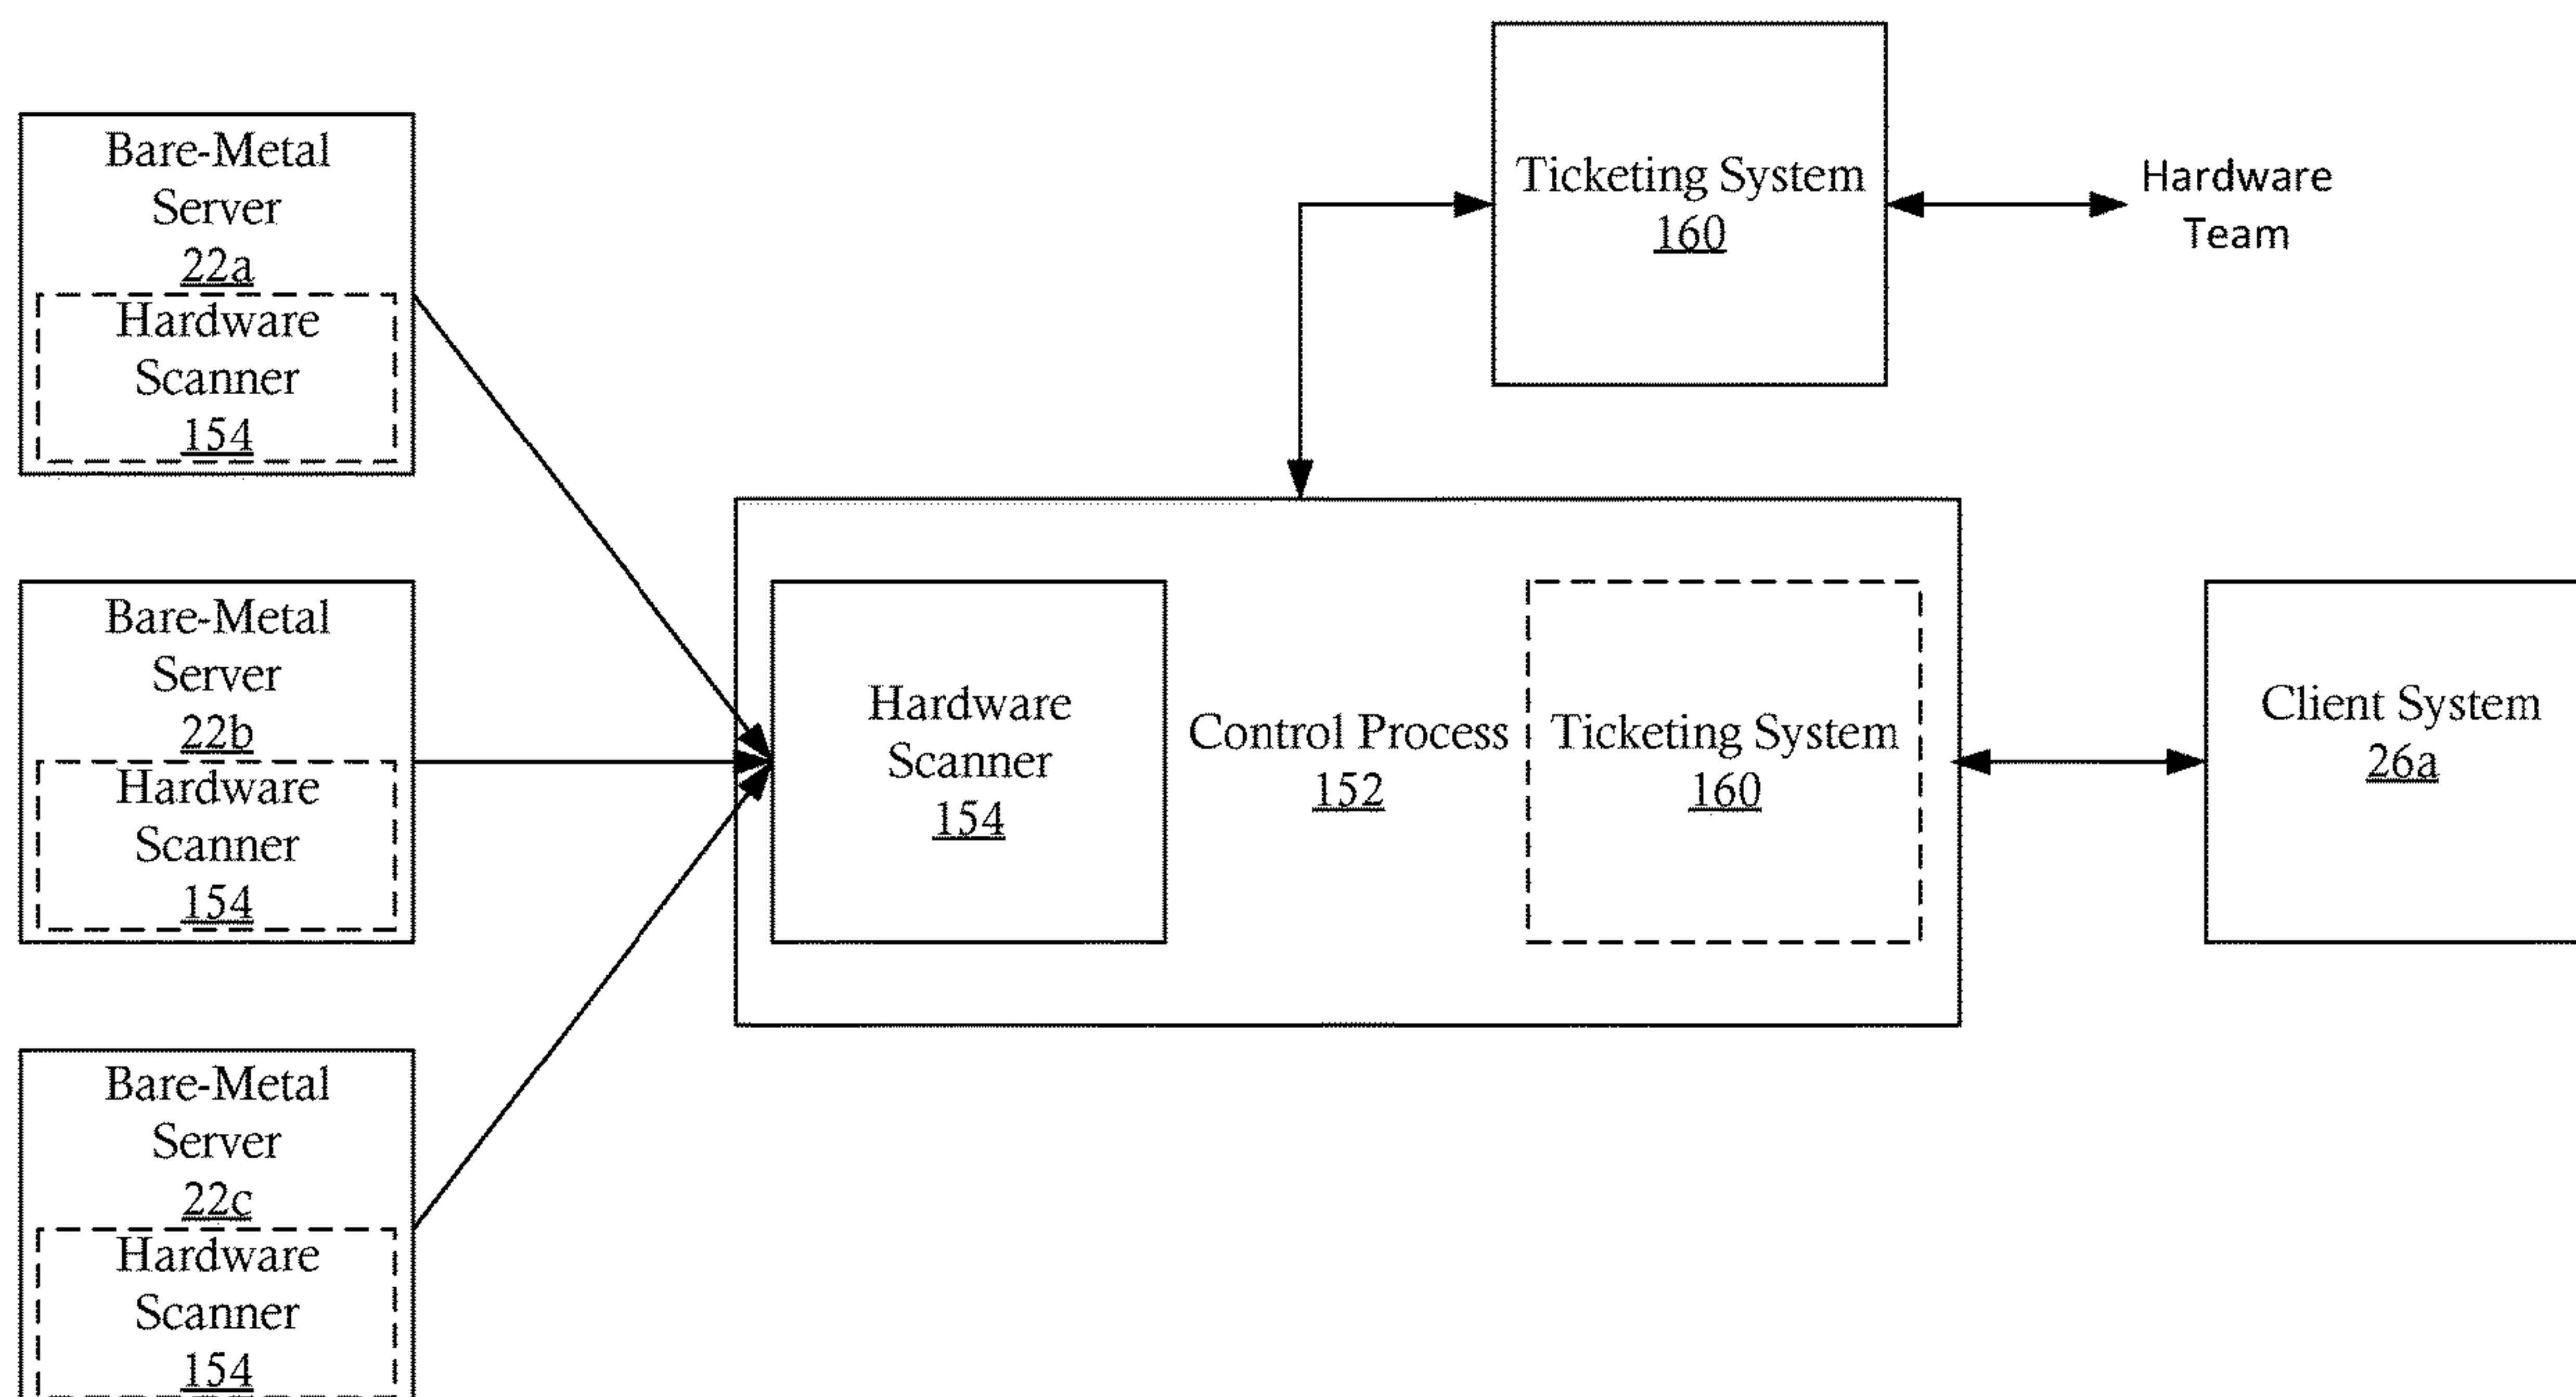 Bare-Metal
Server
22a
Hardware
Scanner
154
Bare-Metal
Server
22b
Hardware
Scanner
154
Bare-Metal
Server
22c
Hardware
Scanner
154
Ticketing System
160
Hardware
Team
Hardware
Scanner
154
Control Process
152
Ticketing System
160
Client System
26a